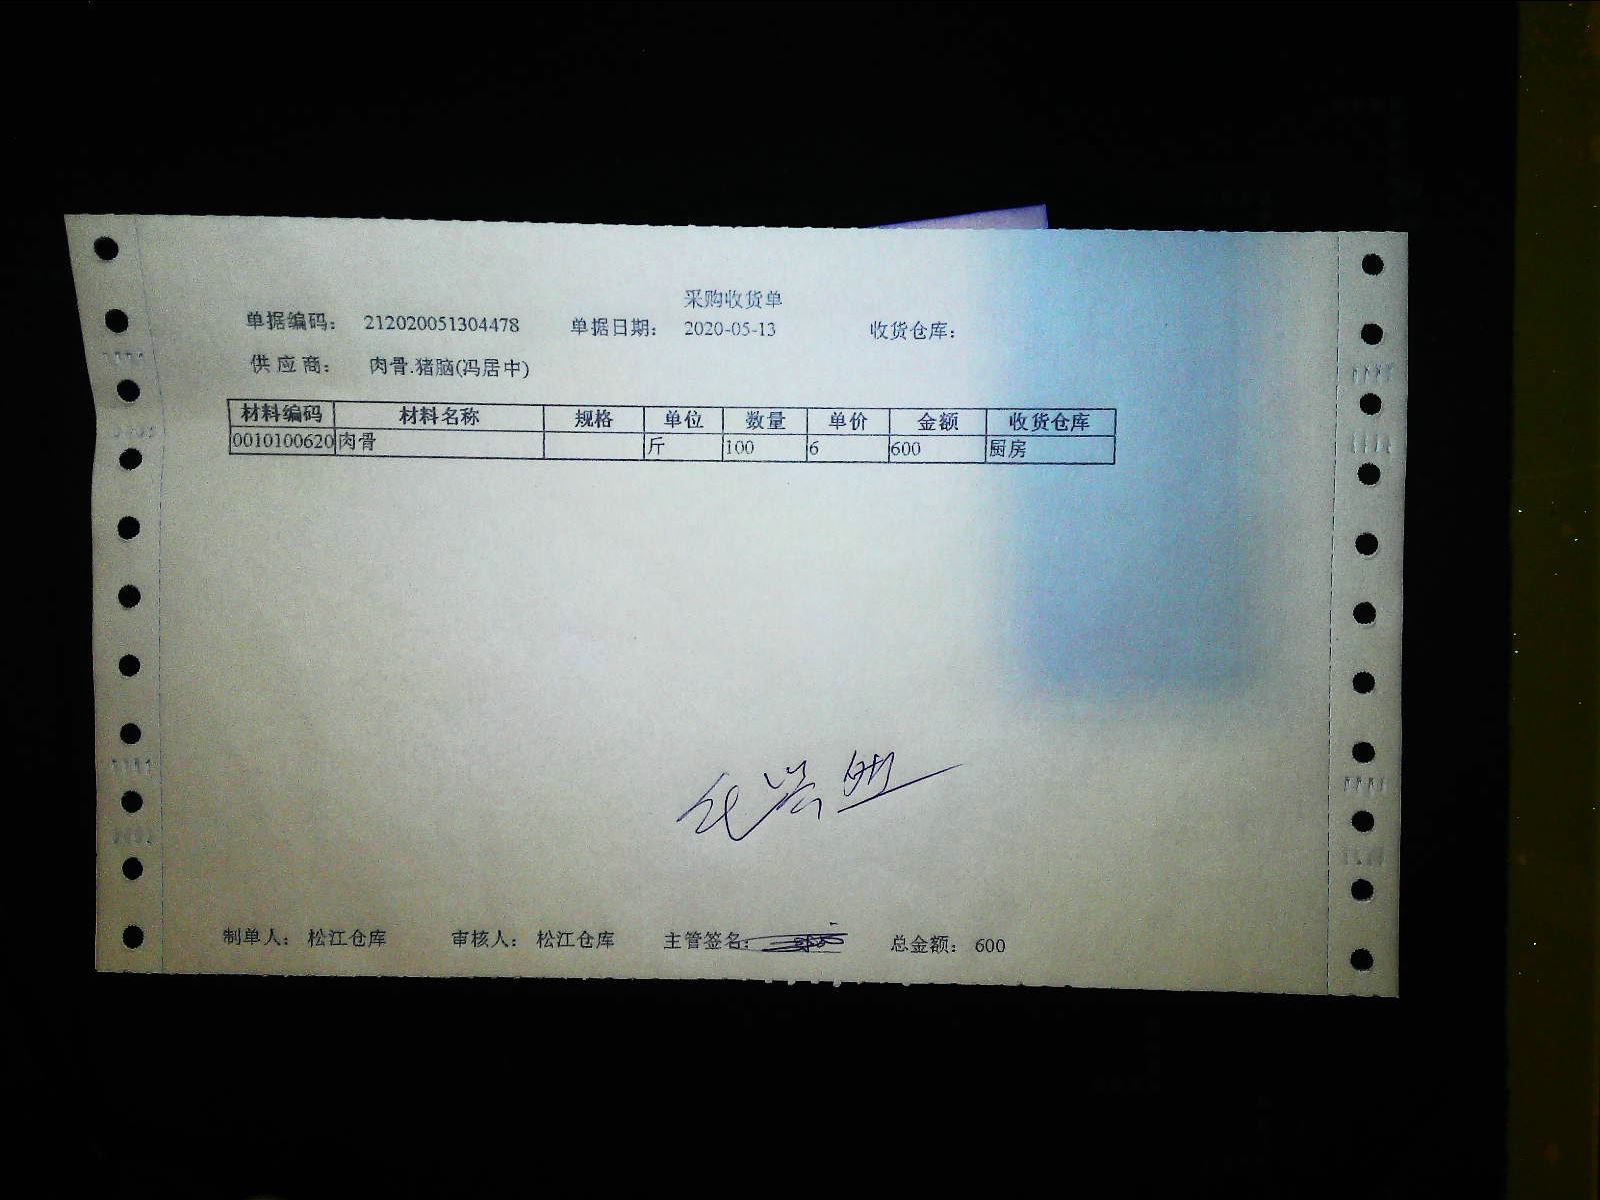 采购收货单
单据编码: 212020051304478 单据日期: 2020-05-13 收货仓库:
供应商: 肉骨.猪脑(冯居中)
材料编码 材料名称 规格 单位 数量 单价 金额 收货仓库
0010100620 肉骨 斤 100 6 600 厨房
制单人: 松江仓库 审核人: 松江仓库 主管签名: 总金额: 600